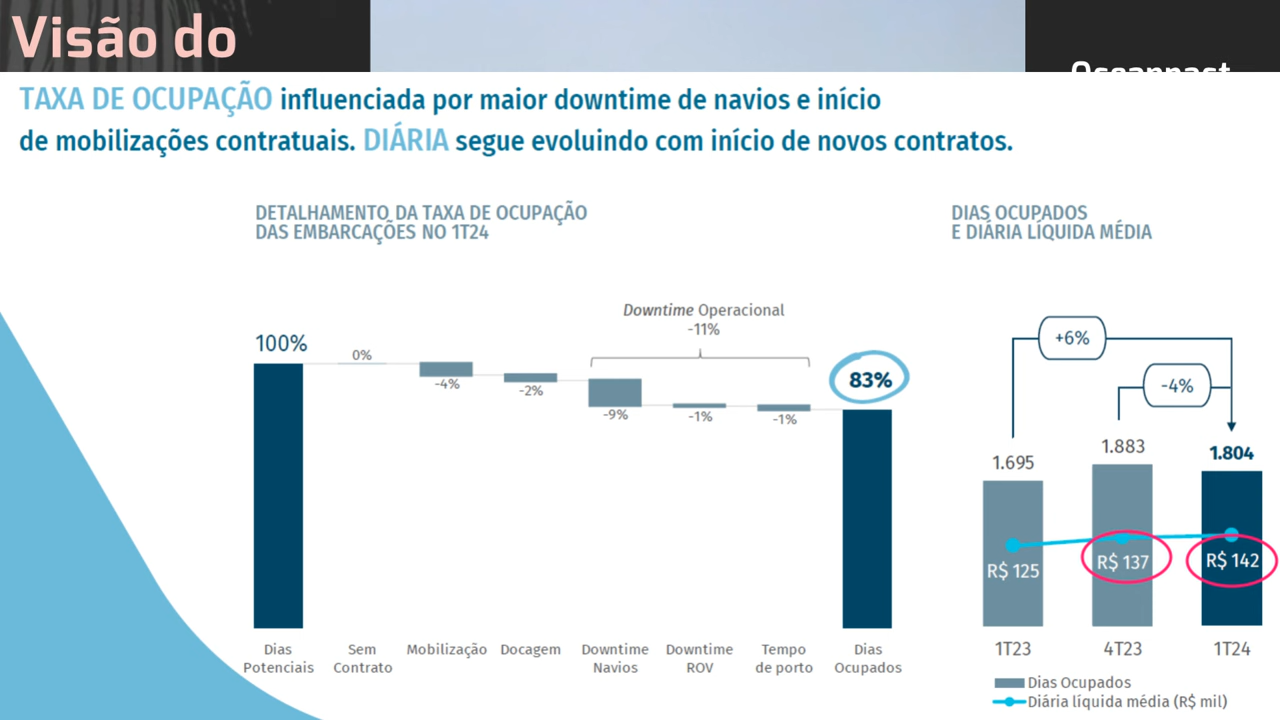 Visão do
TAXA DE OCUPAÇÃO influenciada por maior downtime de navios e início
de mobilizações contratuais. DIÁRIA segue evoluindo com início de novos contratos.
DETALHAMENTO DA TAXA DE OCUPAÇÃO
DAS EMBARCAÇÕES NO 1T24
100%
0%
-4%
-2%
Downtime Operacional
-11%
-9%
-1%
-1%
83%
Dias
Potenciais
Sem
Contrato
Mobilização
Docagem
Downtime
Navios
Downtime
ROV
Tempo
de porto
Dias
Ocupados
DIAS OCUPADOS
E DIÁRIA LÍQUIDA MÉDIA
+6%
-4%
1.695
1.883
1.804
R$ 125
R$ 137
R$ 142
1T23
4T23
1T24
Dias Ocupados
Diária líquida média (R$ mil)